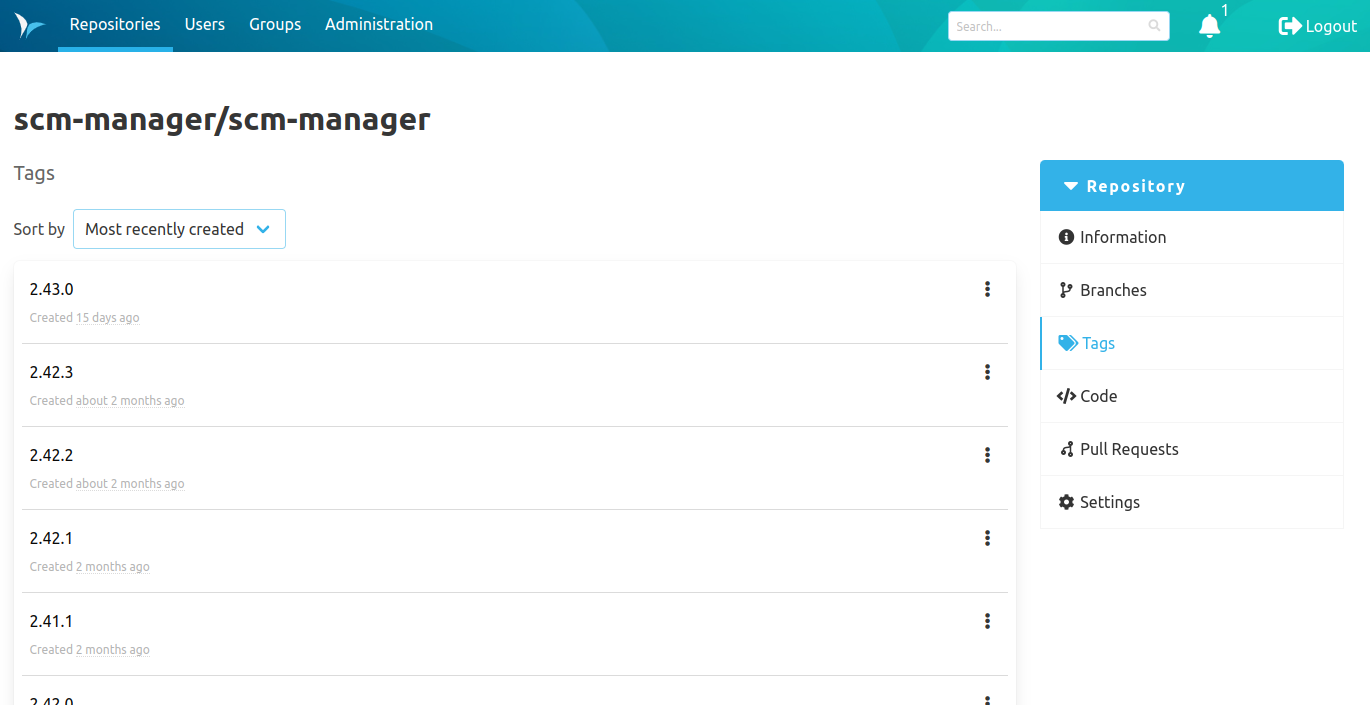 Repositories Users Groups Administration Search... 1 Logout
scm-manager/scm-manager
Tags
Sort by Most recently created
2.43.0
Created 15 days ago
2.42.3
Created about 2 months ago
2.42.2
Created about 2 months ago
2.42.1
Created 2 months ago
2.41.1
Created 2 months ago
2.42.0
Repository
Information
Branches
Tags
Code
Pull Requests
Settings